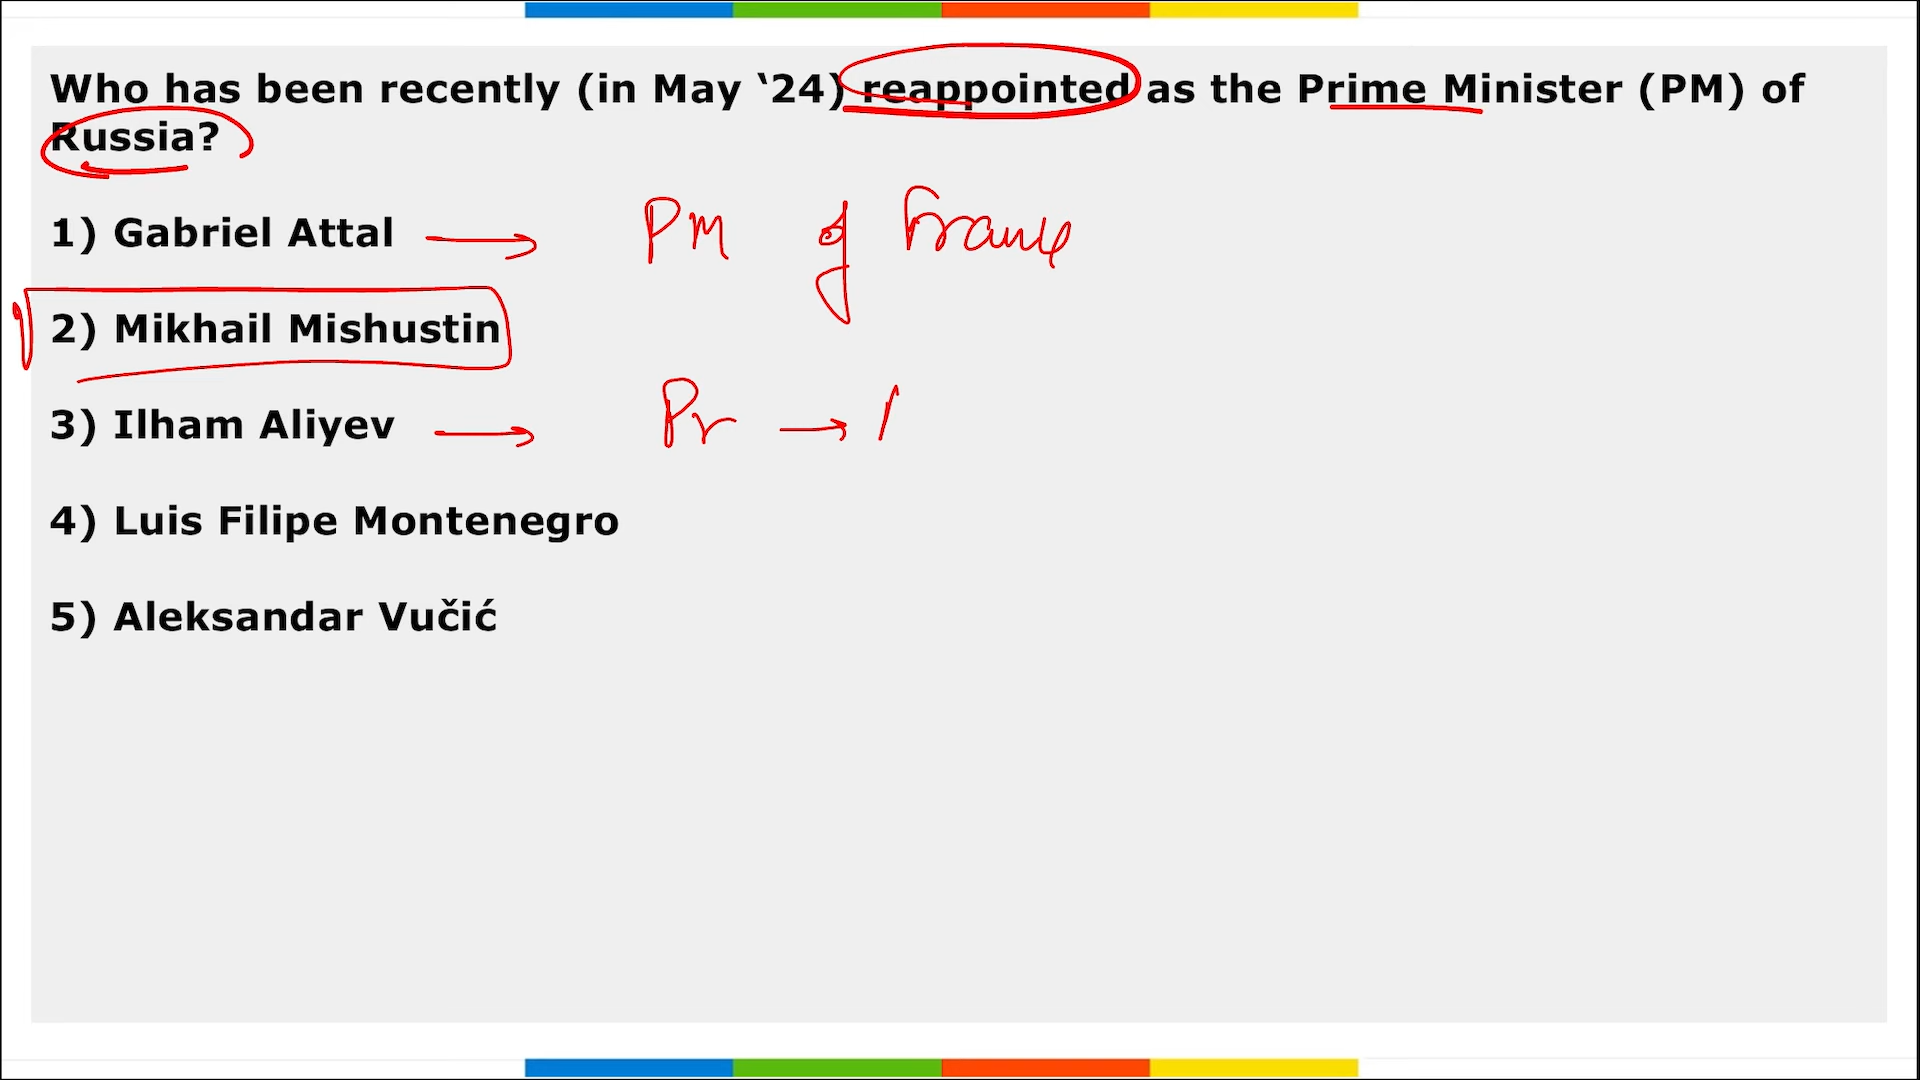 Who has been recently (in May ‘24) reappointed as the Prime Minister (PM) of
Russia?
1) Gabriel Attal → PM of France
2) Mikhail Mishustin
3) Ilham Aliyev → Pr →
4) Luis Filipe Montenegro
5) Aleksandar Vučić